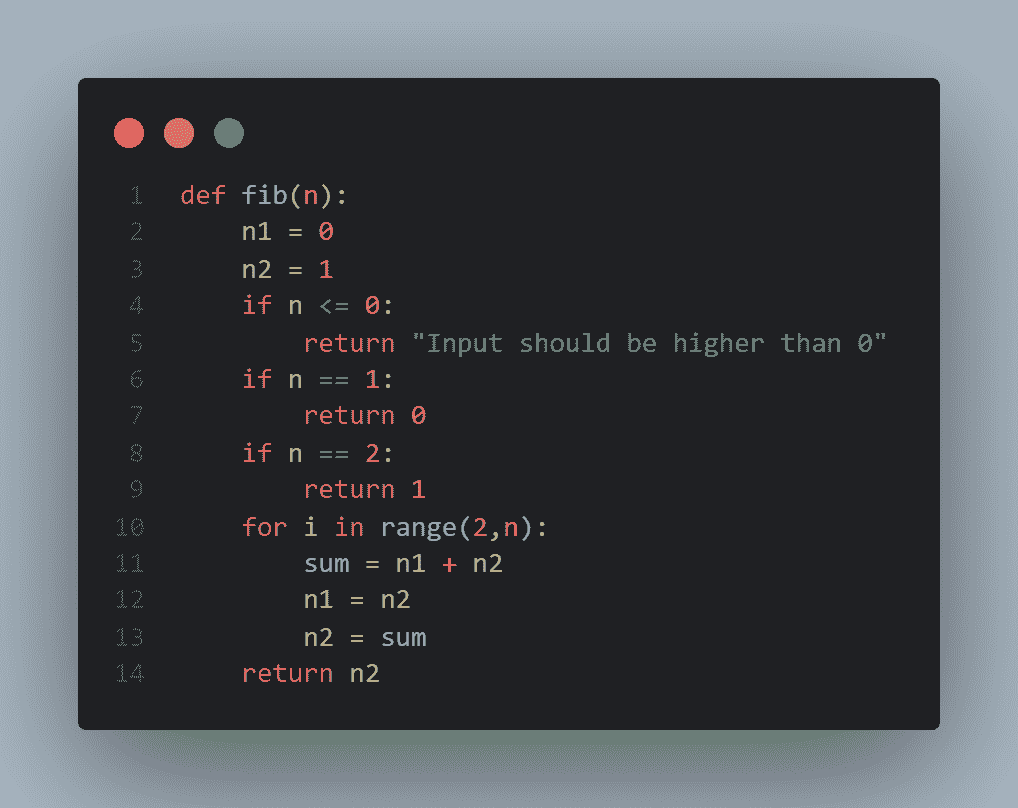 1 def fib(n):
2     n1 = 0
3     n2 = 1
4     if n <= 0:
5         return "Input should be higher than 0"
6     if n == 1:
7         return 0
8     if n == 2:
9         return 1
10     for i in range(2,n):
11         sum = n1 + n2
12         n1 = n2
13         n2 = sum
14     return n2